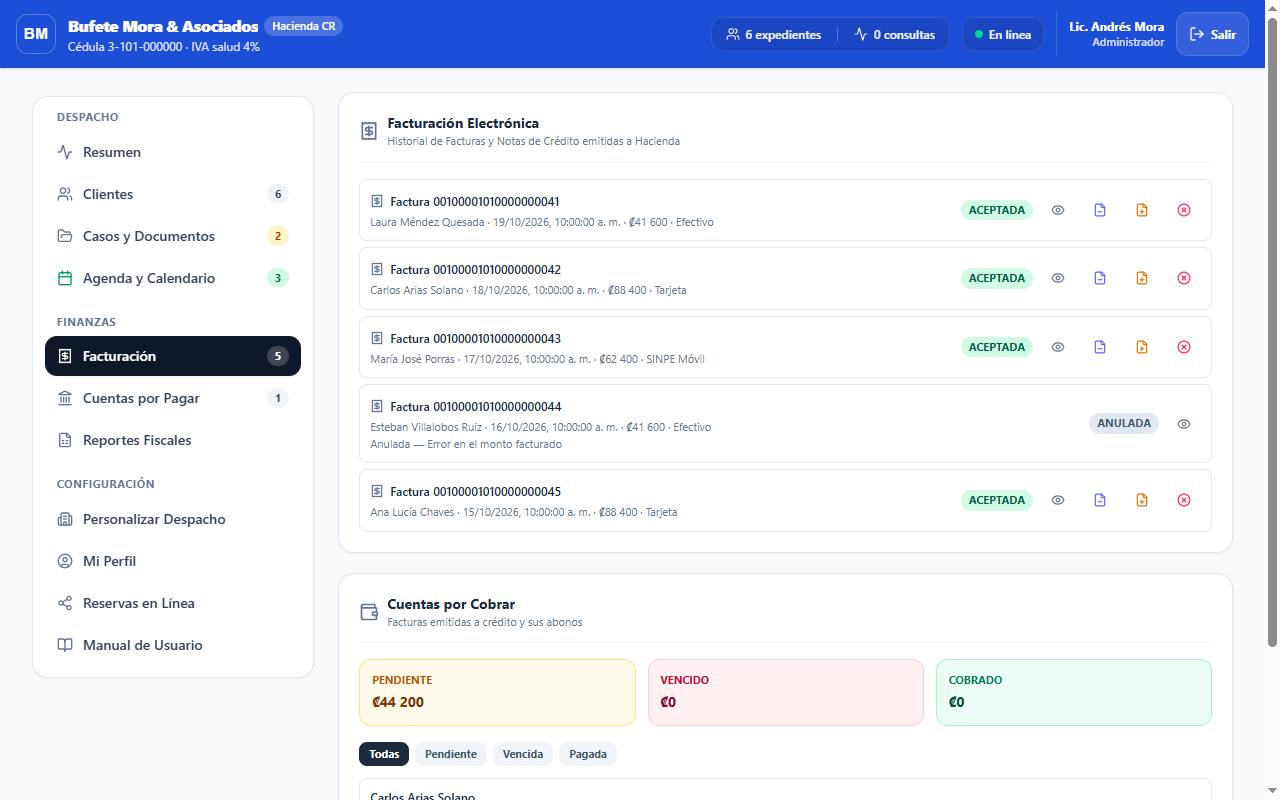 BM
Bufete Mora & Asociados
Hacienda CR
Cédula 3-101-000000 · IVA salud 4%
6 expedientes
0 consultas
En línea
Lic. Andrés Mora
Administrador
Salir
DESPACHO
Resumen
Clientes 6
Casos y Documentos 2
Agenda y Calendario 3
FINANZAS
Facturación 5
Cuentas por Pagar 1
Reportes Fiscales
CONFIGURACIÓN
Personalizar Despacho
Mi Perfil
Reservas en Línea
Manual de Usuario
Facturación Electrónica
Historial de Facturas y Notas de Crédito emitidas a Hacienda
Factura 00100001010000000041
Laura Méndez Quesada · 19/10/2026, 10:00:00 a. m. · ₡41 600 · Efectivo
ACEPTADA
Factura 00100001010000000042
Carlos Arias Solano · 18/10/2026, 10:00:00 a. m. · ₡88 400 · Tarjeta
ACEPTADA
Factura 00100001010000000043
María José Porras · 17/10/2026, 10:00:00 a. m. · ₡62 400 · SINPE Móvil
ACEPTADA
Factura 00100001010000000044
Esteban Villalobos Ruiz · 16/10/2026, 10:00:00 a. m. · ₡41 600 · Efectivo
Anulada — Error en el monto facturado
ANULADA
Factura 00100001010000000045
Ana Lucía Chaves · 15/10/2026, 10:00:00 a. m. · ₡88 400 · Tarjeta
ACEPTADA
Cuentas por Cobrar
Facturas emitidas a crédito y sus abonos
PENDIENTE
₡44 200
VENCIDO
₡0
COBRADO
₡0
Todas
Pendiente
Vencida
Pagada
Carlos Arias Solano